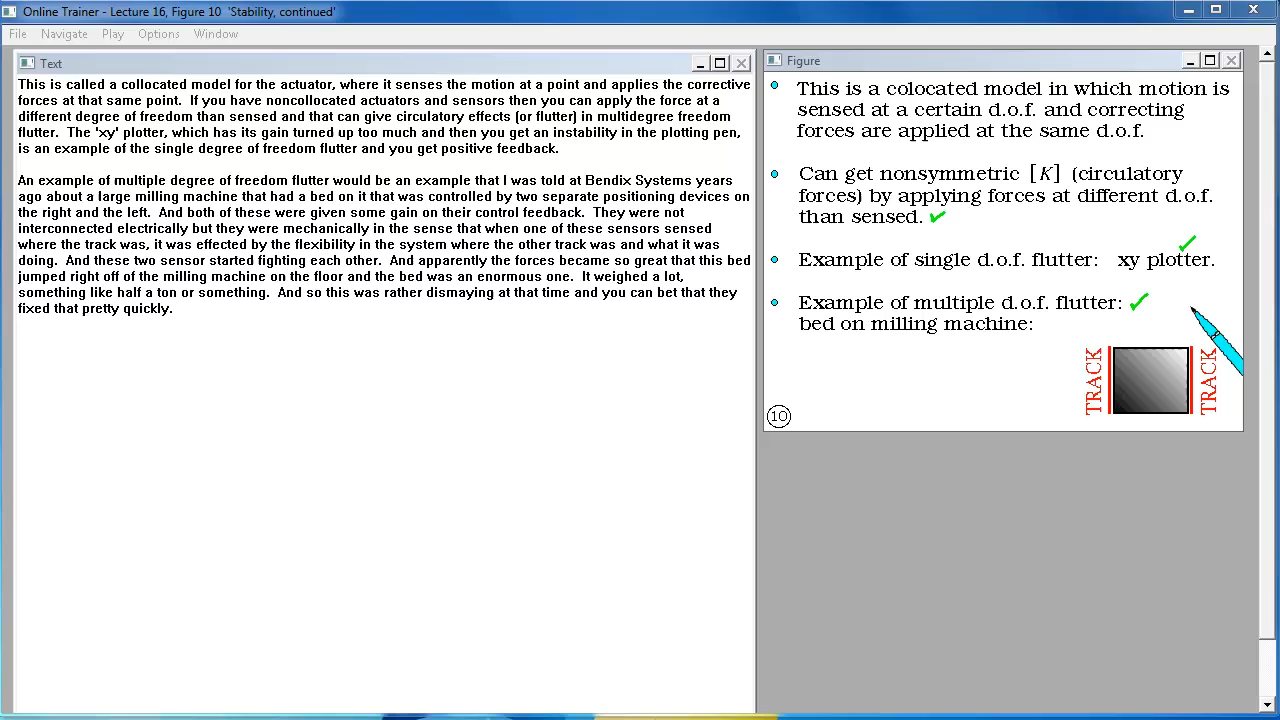 Online Trainer - Lecture 16, Figure 10  'Stability, continued'
File Navigate Play Options Window
Text
This is called a collocated model for the actuator, where it senses the motion at a point and applies the corrective
forces at that same point.  If you have noncollocated actuators and sensors then you can apply the force at a
different degree of freedom than sensed and that can give circulatory effects (or flutter) in multidegree freedom
flutter.  The 'xy' plotter, which has its gain turned up too much and then you get an instability in the plotting pen,
is an example of the single degree of freedom flutter and you get positive feedback.
An example of multiple degree of freedom flutter would be an example that I was told at Bendix Systems years
ago about a large milling machine that had a bed on it that was controlled by two separate positioning devices on
the right and the left.  And both of these were given some gain on their control feedback.  They were not
interconnected electrically but they were mechanically in the sense that when one of these sensors sensed
where the track was, it was effected by the flexibility in the system where the other track was and what it was
doing.  And these two sensor started fighting each other.  And apparently the forces became so great that this bed
jumped right off of the milling machine on the floor and the bed was an enormous one.  It weighed a lot,
something like half a ton or something.  And so this was rather dismaying at that time and you can bet that they
fixed that pretty quickly.
Figure
This is a colocated model in which motion is
sensed at a certain d.o.f. and correcting
forces are applied at the same d.o.f.
Can get nonsymmetric [K] (circulatory
forces) by applying forces at different d.o.f.
than sensed.
Example of single d.o.f. flutter:   xy plotter.
Example of multiple d.o.f. flutter:
bed on milling machine:
TRACK
TRACK
10